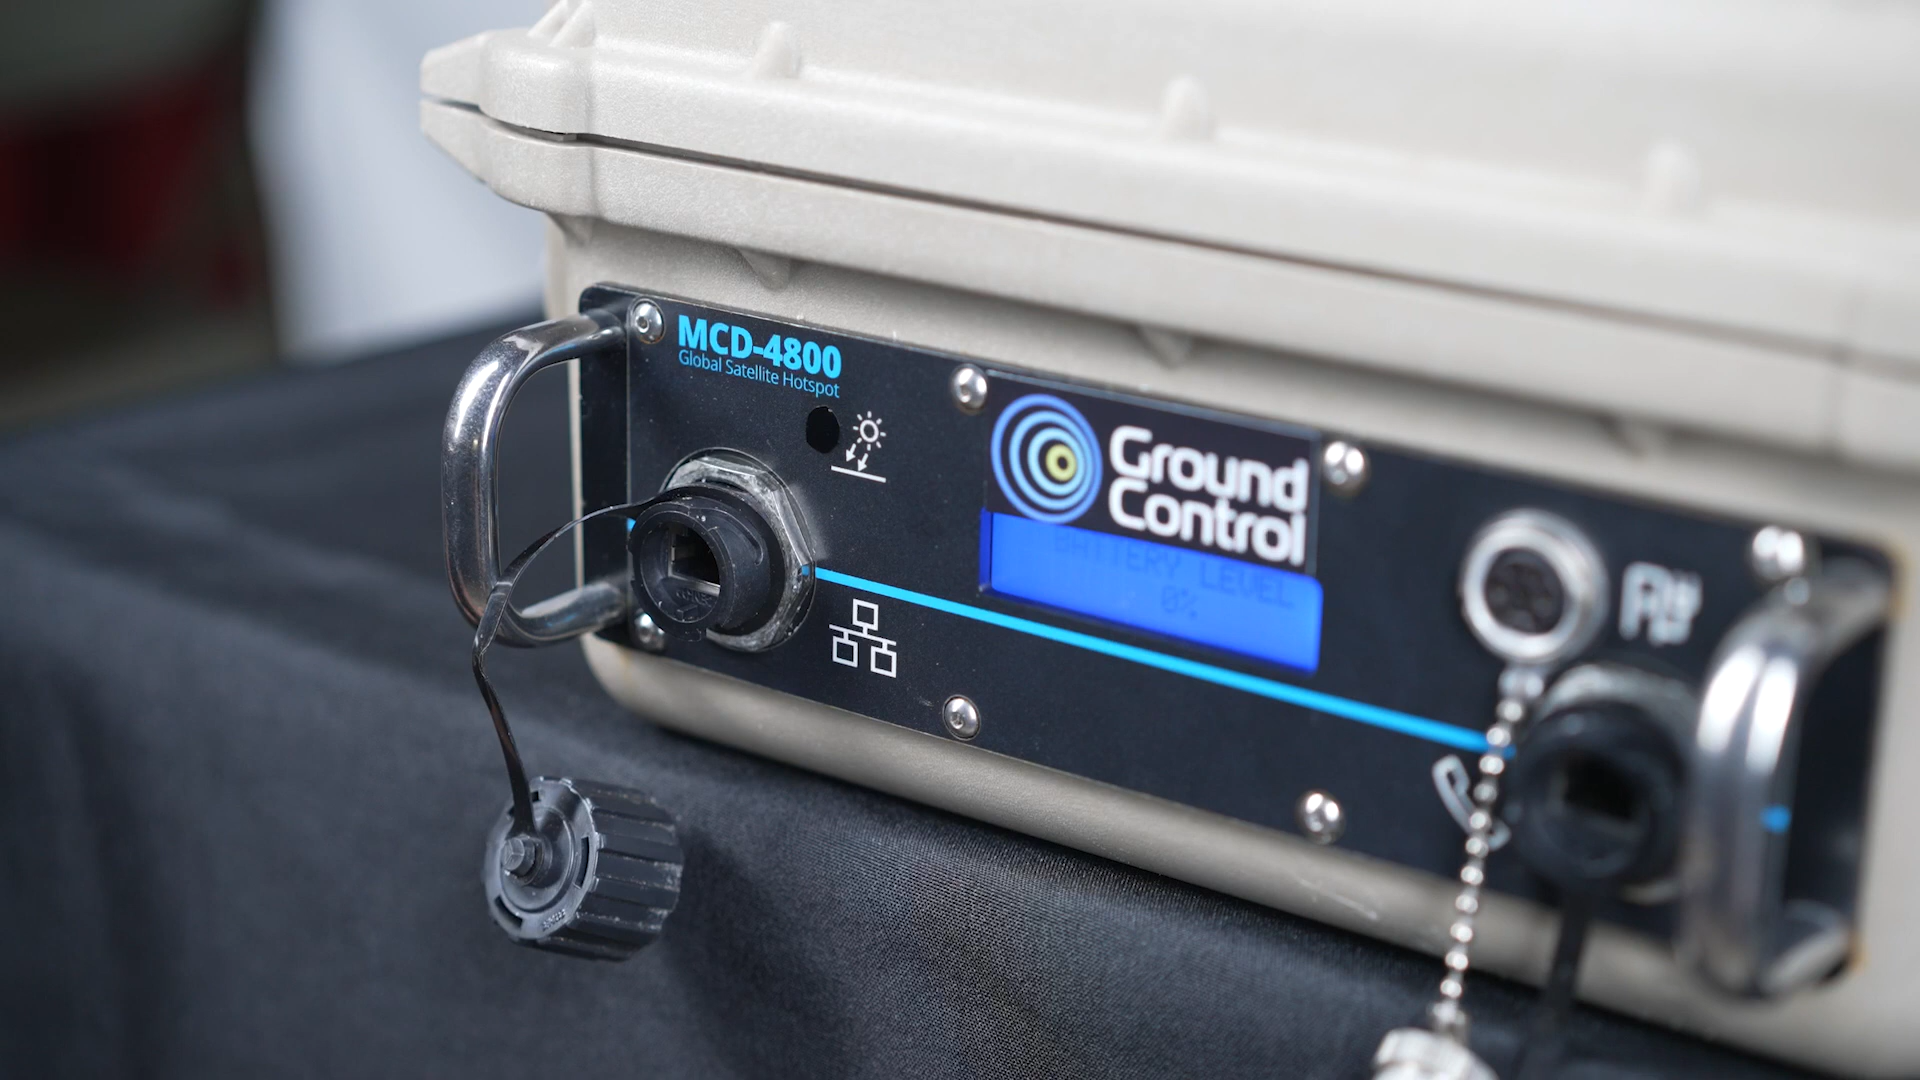 MCD-4800
Global Satellite Hotspot
Ground
Control
BATTERY LEVEL
0%